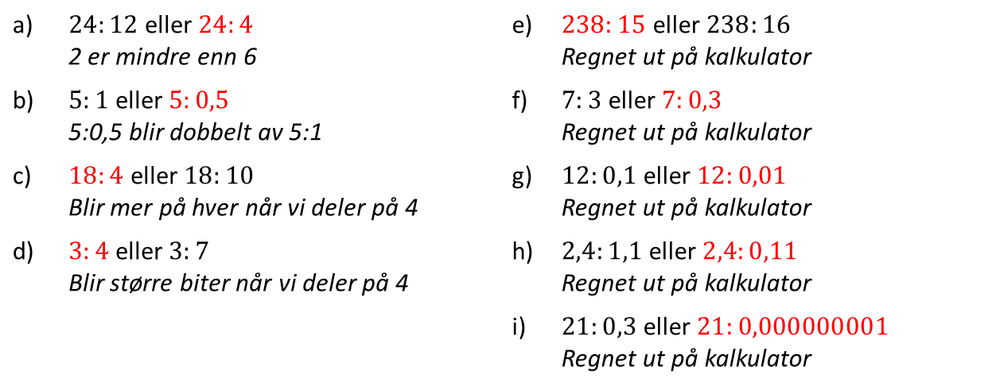 a) 24: 12 eller 24: 4
2 er mindre enn 6
b) 5: 1 eller 5: 0,5
5:0,5 blir dobbelt av 5:1
c) 18: 4 eller 18: 10
Blir mer på hver når vi deler på 4
d) 3: 4 eller 3: 7
Blir større biter når vi deler på 4
e) 238: 15 eller 238: 16
Regnet ut på kalkulator
f) 7: 3 eller 7: 0,3
Regnet ut på kalkulator
g) 12: 0,1 eller 12: 0,01
Regnet ut på kalkulator
h) 2,4: 1,1 eller 2,4: 0,11
Regnet ut på kalkulator
i) 21: 0,3 eller 21: 0,000000001
Regnet ut på kalkulator